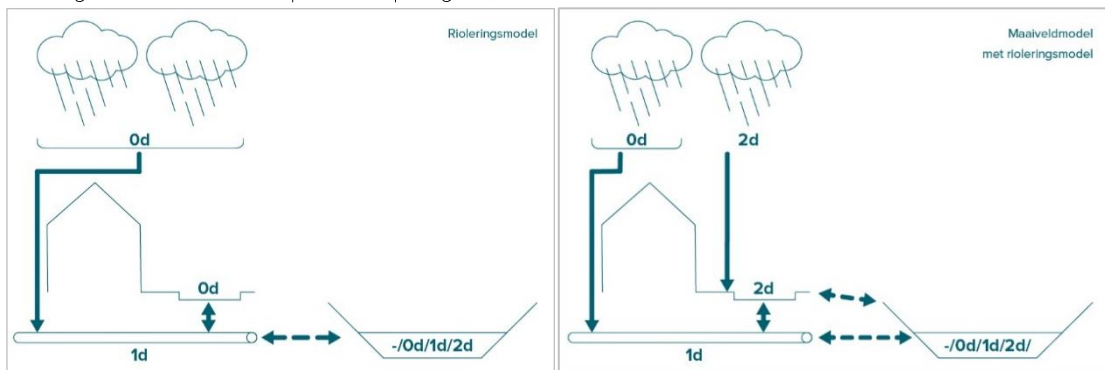 Rioleringsmodel
0d
0d
1d
-/0d/1d/2d
Maaiveldmodel
met rioleringsmodel
0d
2d
2d
1d
-/0d/1d/2d/